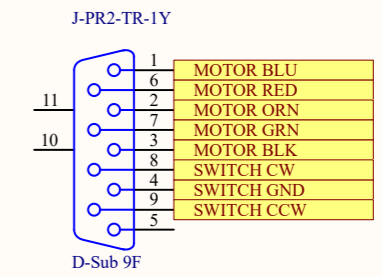 J-PR2-TR-1Y
1 MOTOR BLU
6 MOTOR RED
11
2 MOTOR ORN
7 MOTOR GRN
10
3 MOTOR BLK
8 SWITCH CW
4 SWITCH GND
9 SWITCH CCW
5
D-Sub 9F